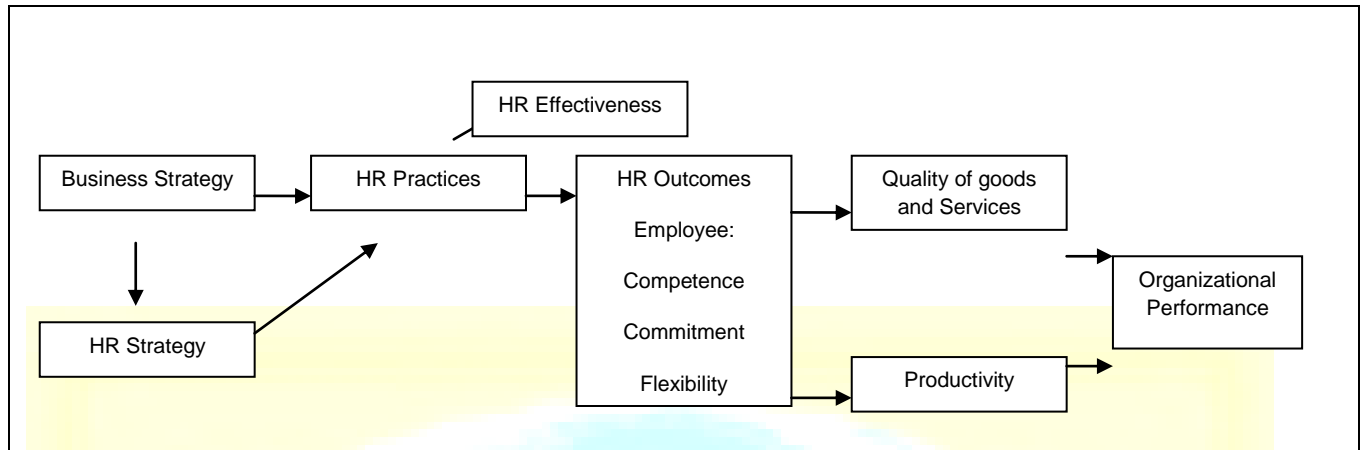 HR Effectiveness
Business Strategy
HR Practices
HR Outcomes
Employee:
Competence
Commitment
Flexibility
Quality of goods
and Services
Organizational
Performance
HR Strategy
Productivity